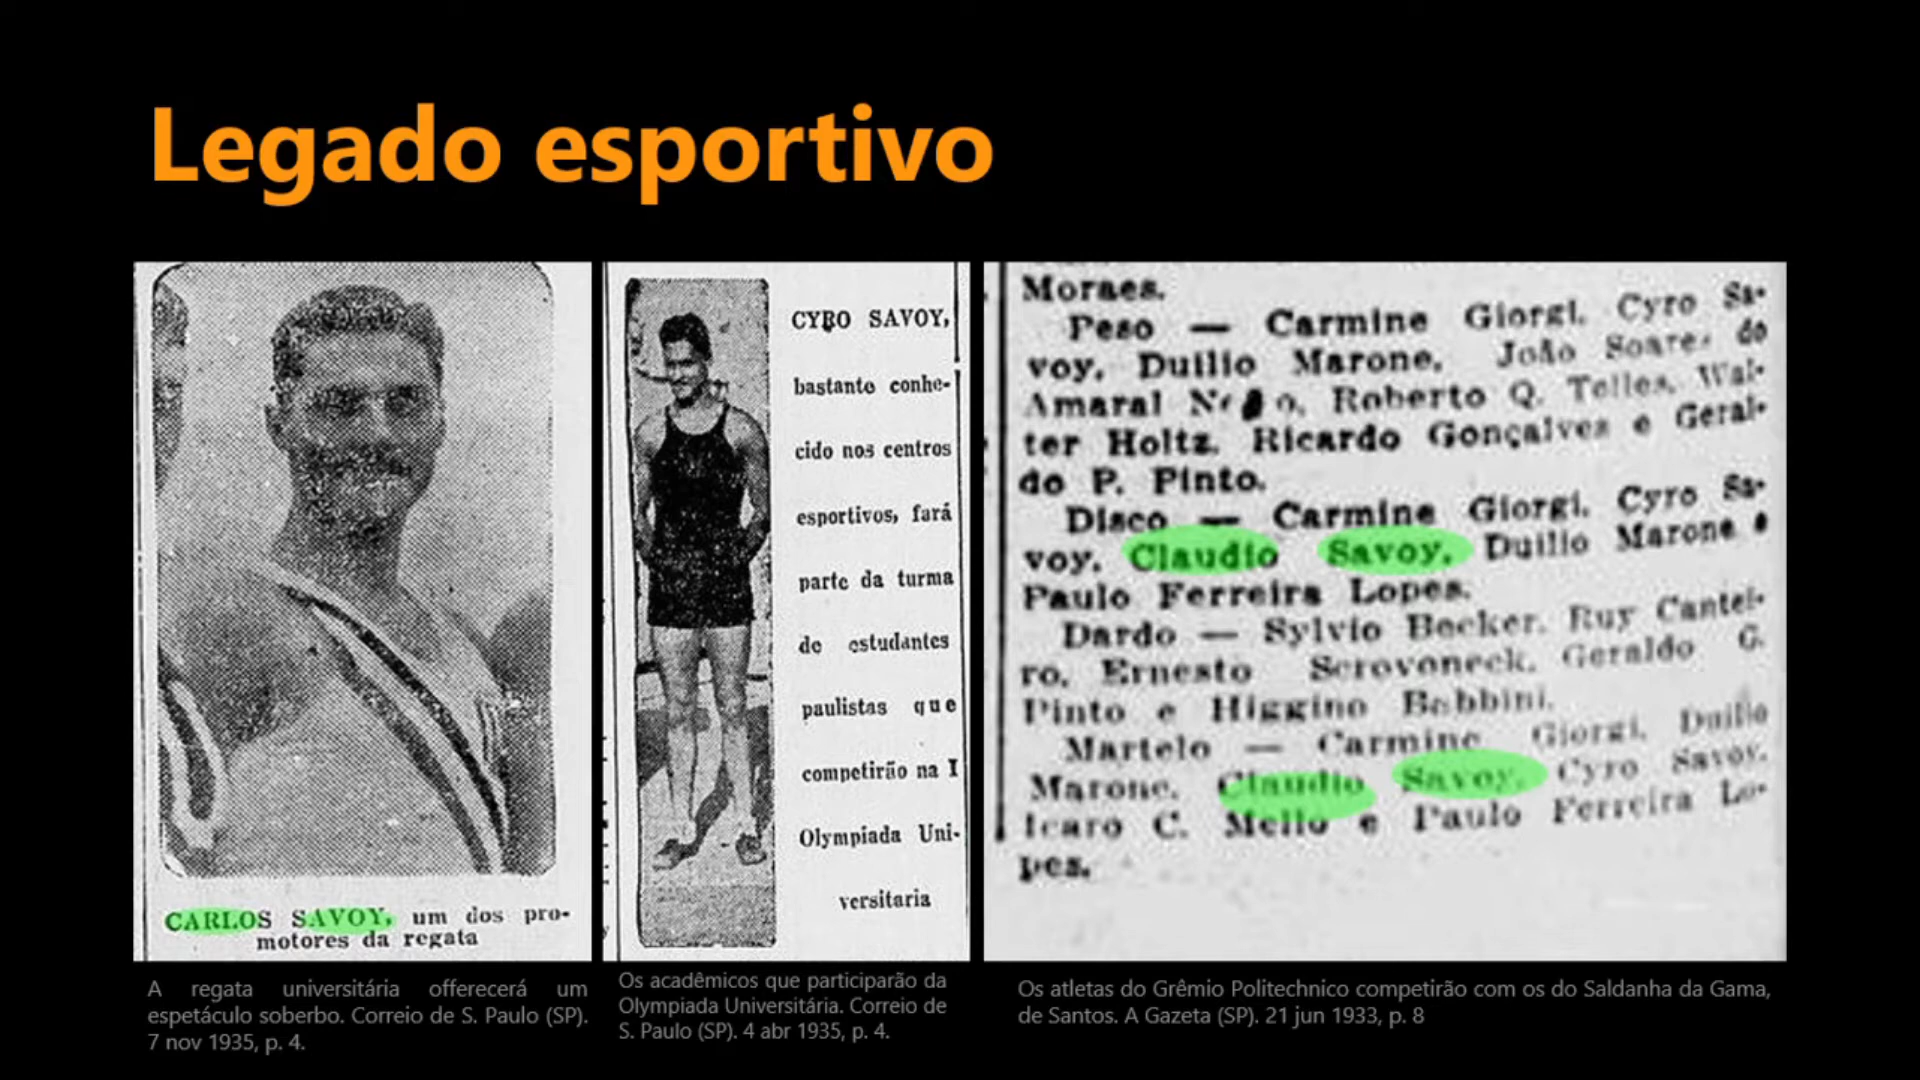 Legado esportivo
CARLOS SAVOY, um dos pro-
motores da regata
A regata universitária offerecerá um
espetáculo soberbo. Correio de S. Paulo (SP).
7 nov 1935, p. 4.
CYRO SAVOY,
bastante conhe-
cido nos centros
esportivos, fará
parte da turma
de estudantes
paulistas que
competirão na I
Olympiada Uni-
versitaria
Os acadêmicos que participarão da
Olympiada Universitária. Correio de
S. Paulo (SP). 4 abr 1935, p. 4.
Moraes.
Peso — Carmine Giorgi, Cyro Sa-
voy, Duilio Marone, João Soares do
Amaral Roberto Q. Telles, Wal-
ter Holtz, Ricardo Gonçalves e Geral-
do P. Pinto.
Disco — Carmine Giorgi, Cyro Sa-
voy, Claudio Savoy, Duilio Marone e
Paulo Ferreira Lopes.
Dardo — Sylvio Becker, Ruy Cantei-
ro, Ernesto Geraldo G.
Pinto e Higgino
Martelo — Carmine Giorgi, Duilio
Marone, Claudio Savoy, Cyro Savoy,
Icaro C. Mello e Paulo Ferreira Lo-
pes.
Os atletas do Grêmio Politechnico competirão com os do Saldanha da Gama,
de Santos. A Gazeta (SP). 21 jun 1933, p. 8